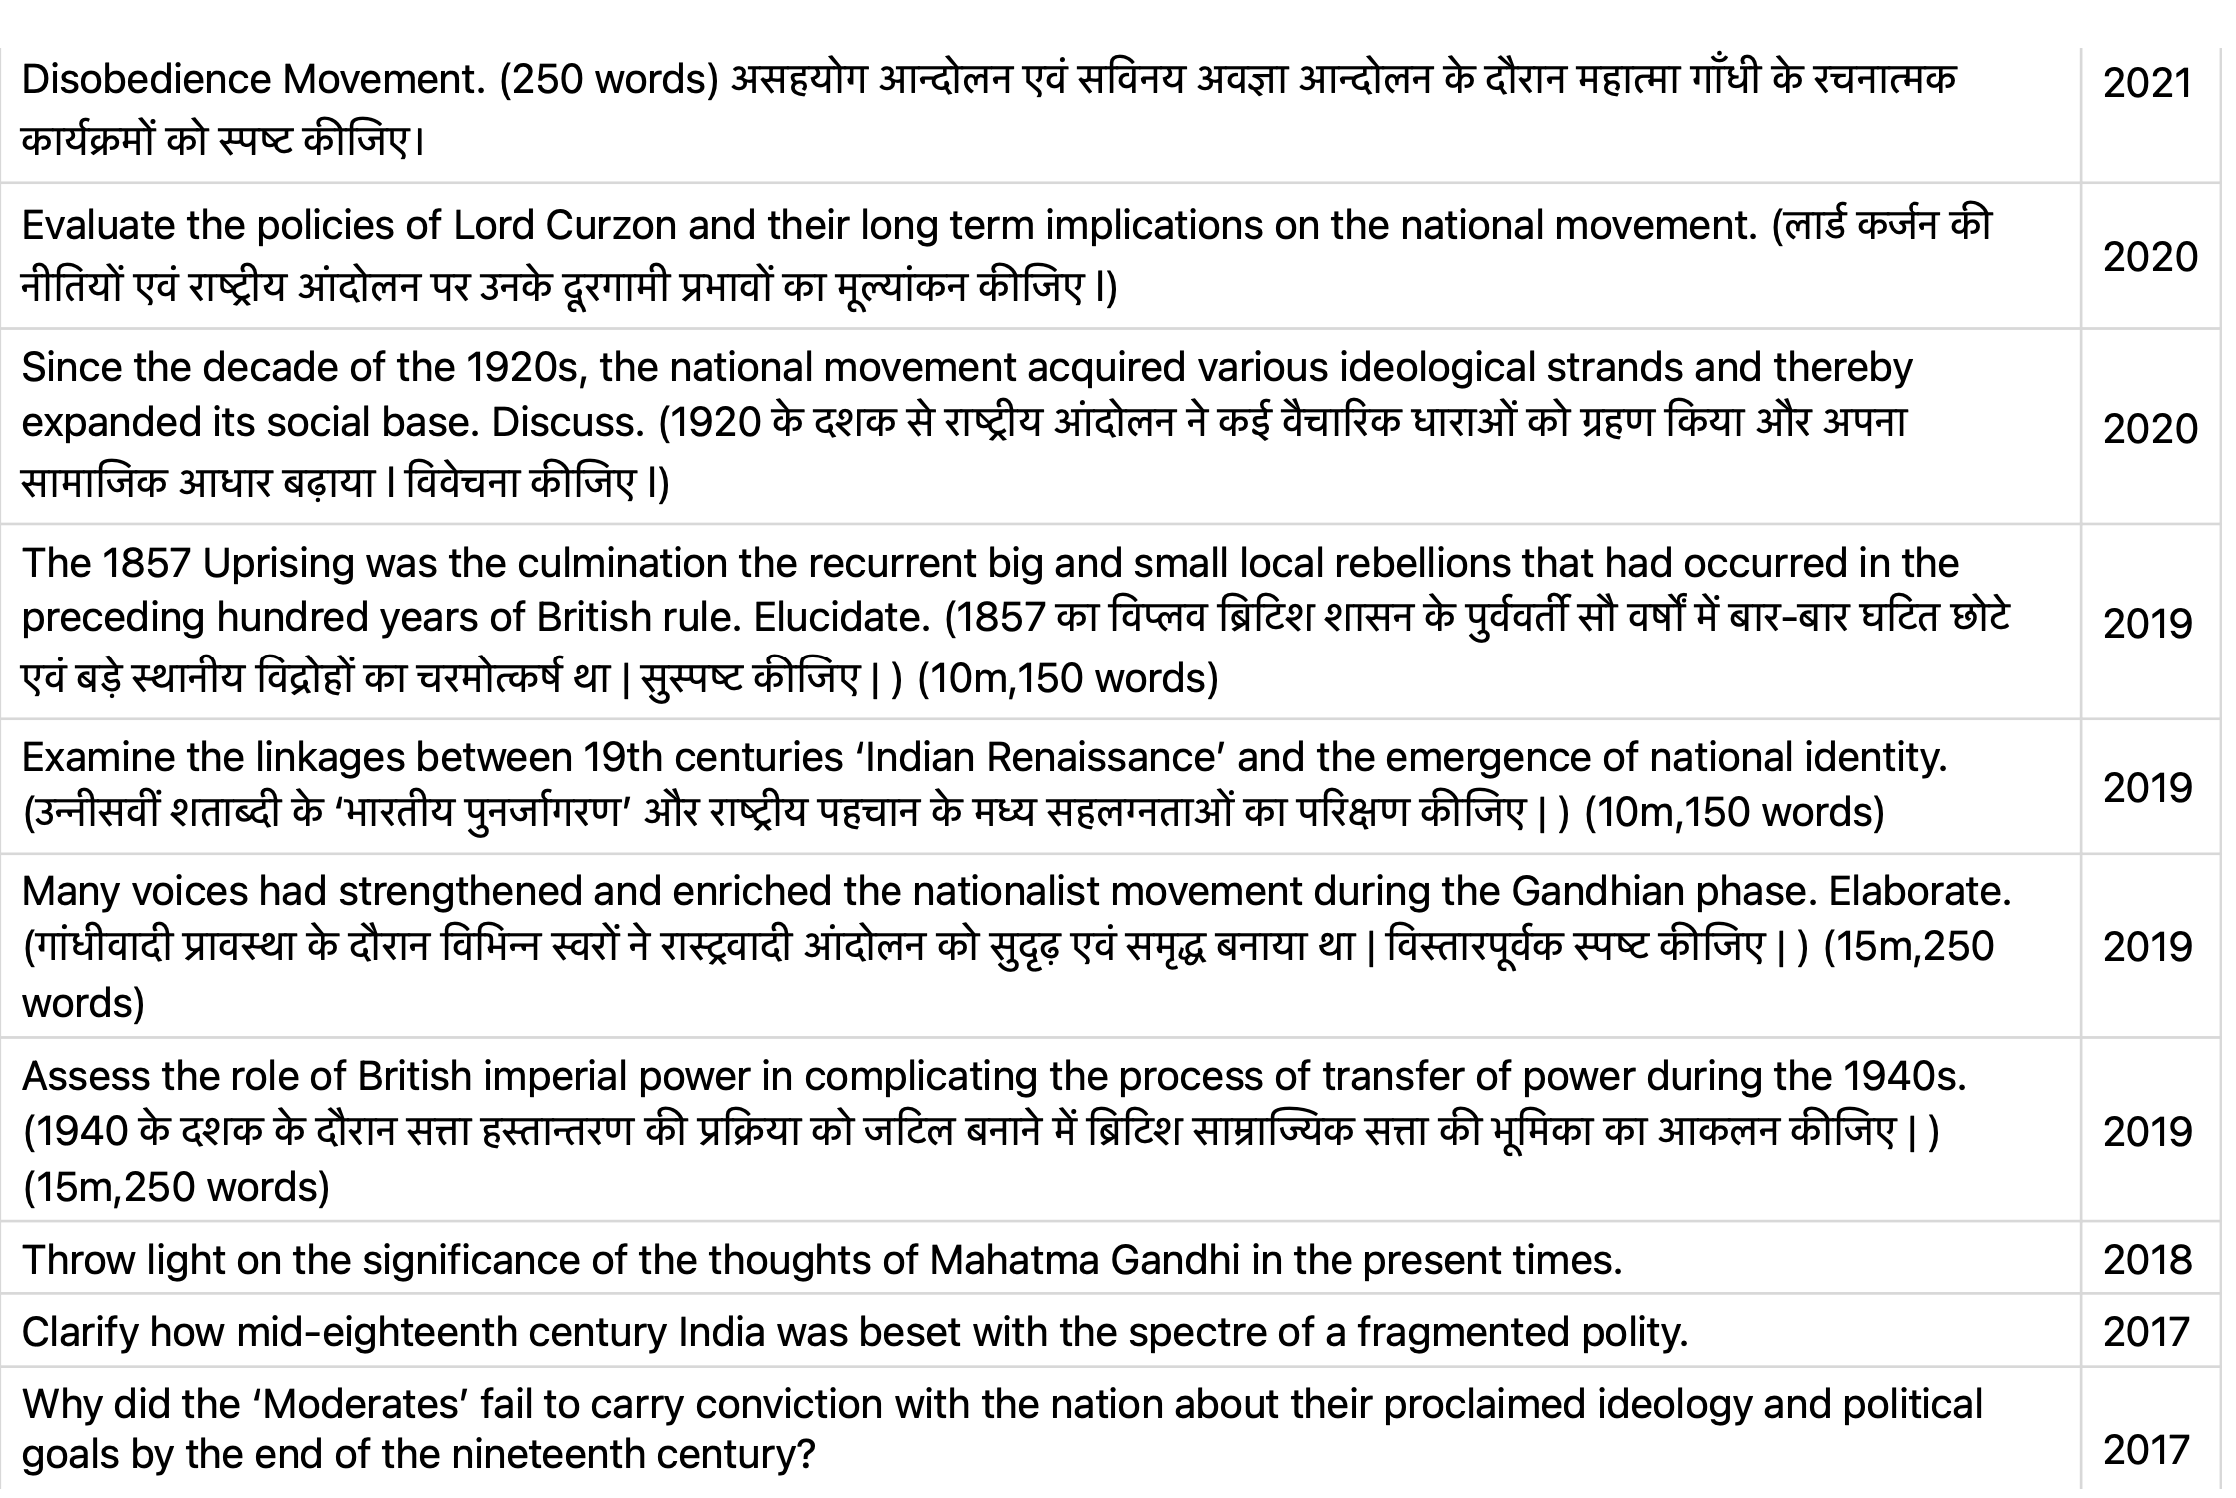 Disobedience Movement. (250 words) असहयोग आन्दोलन एवं सविनय अवज्ञा आन्दोलन के दौरान महात्मा गाँधी के रचनात्मक
कार्यक्रमों को स्पष्ट कीजिए।
2021
Evaluate the policies of Lord Curzon and their long term implications on the national movement. (लार्ड कर्जन की
नीतियों एवं राष्ट्रीय आंदोलन पर उनके दूरगामी प्रभावों का मूल्यांकन कीजिए l)
2020
Since the decade of the 1920s, the national movement acquired various ideological strands and thereby
expanded its social base. Discuss. (1920 के दशक से राष्ट्रीय आंदोलन ने कई वैचारिक धाराओं को ग्रहण किया और अपना
सामाजिक आधार बढ़ाया l विवेचना कीजिए l)
2020
The 1857 Uprising was the culmination the recurrent big and small local rebellions that had occurred in the
preceding hundred years of British rule. Elucidate. (1857 का विप्लव ब्रिटिश शासन के पुर्ववर्ती सौ वर्षों में बार-बार घटित छोटे
एवं बड़े स्थानीय विद्रोहों का चरमोत्कर्ष था | सुस्पष्ट कीजिए | ) (10m,150 words)
2019
Examine the linkages between 19th centuries ‘Indian Renaissance’ and the emergence of national identity.
(उन्नीसवीं शताब्दी के ‘भारतीय पुनर्जागरण’ और राष्ट्रीय पहचान के मध्य सहलग्नताओं का परिक्षण कीजिए | ) (10m,150 words)
2019
Many voices had strengthened and enriched the nationalist movement during the Gandhian phase. Elaborate.
(गांधीवादी प्रावस्था के दौरान विभिन्न स्वरों ने रास्ट्रवादी आंदोलन को सुदृढ़ एवं समृद्ध बनाया था | विस्तारपूर्वक स्पष्ट कीजिए | ) (15m,250
words)
2019
Assess the role of British imperial power in complicating the process of transfer of power during the 1940s.
(1940 के दशक के दौरान सत्ता हस्तान्तरण की प्रक्रिया को जटिल बनाने में ब्रिटिश साम्राज्यिक सत्ता की भूमिका का आकलन कीजिए | )
(15m,250 words)
2019
Throw light on the significance of the thoughts of Mahatma Gandhi in the present times.
2018
Clarify how mid-eighteenth century India was beset with the spectre of a fragmented polity.
2017
Why did the ‘Moderates’ fail to carry conviction with the nation about their proclaimed ideology and political
goals by the end of the nineteenth century?
2017